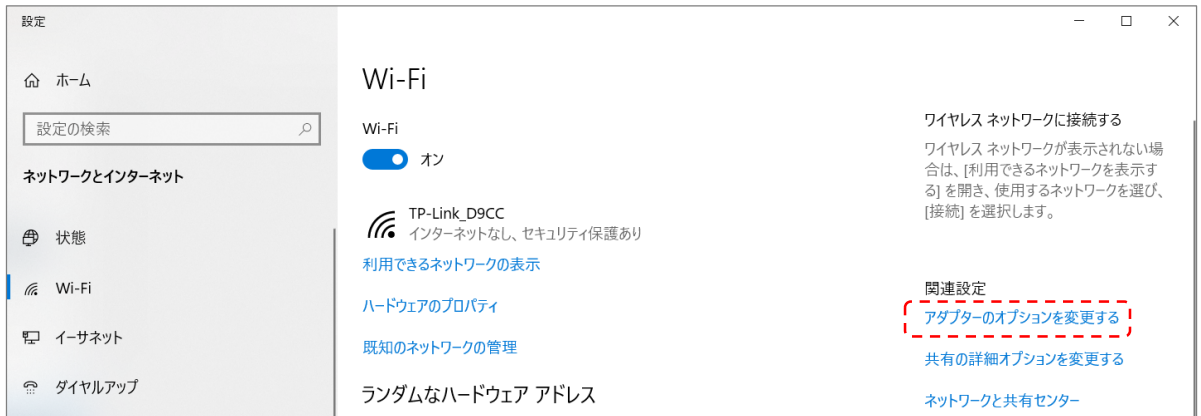 設定
ホーム
設定の検索
ネットワークとインターネット
状態
Wi-Fi
イーサネット
ダイヤルアップ
Wi-Fi
Wi-Fi
オン
TP-Link_D9CC
インターネットなし、セキュリティ保護あり
利用できるネットワークの表示
ハードウェアのプロパティ
既知のネットワークの管理
ランダムなハードウェア アドレス
ワイヤレス ネットワークに接続する
ワイヤレス ネットワークが表示されない場
合は、[利用できるネットワークを表示す
る] を開き、使用するネットワークを選び、
[接続] を選択します。
関連設定
アダプターのオプションを変更する
共有の詳細オプションを変更する
ネットワークと共有センター